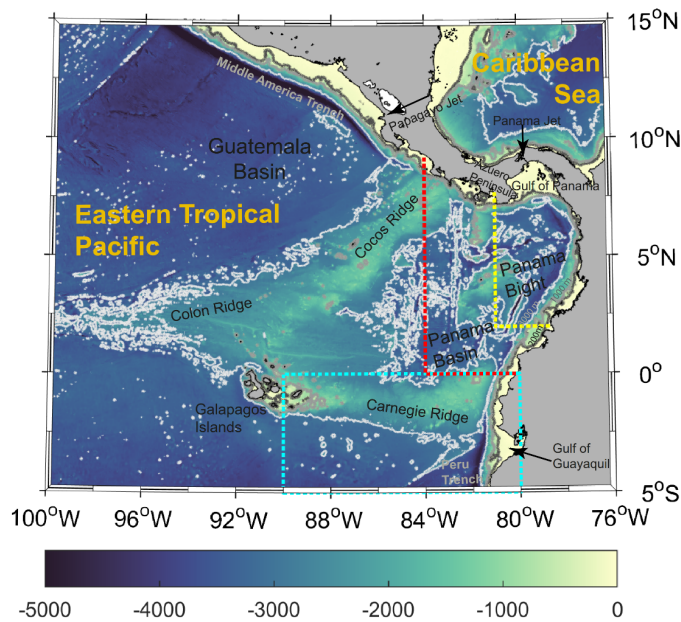 15°N
Middle America Trench
Caribbean
Sea
Papagayo Jet
Panama Jet
10°N
Guatemala
Basin
Azuero
Peninsula
Gulf of Panama
Eastern Tropical
Pacific
Cocos Ridge
Panama
Bight
5°N
Colon Ridge
Panama
Basin
0°
Galapagos
Islands
Carnegie Ridge
Peru
Trench
Gulf of
Guayaquil
5°S
100°W
96°W
92°W
88°W
84°W
80°W
76°W
-5000
-4000
-3000
-2000
-1000
0